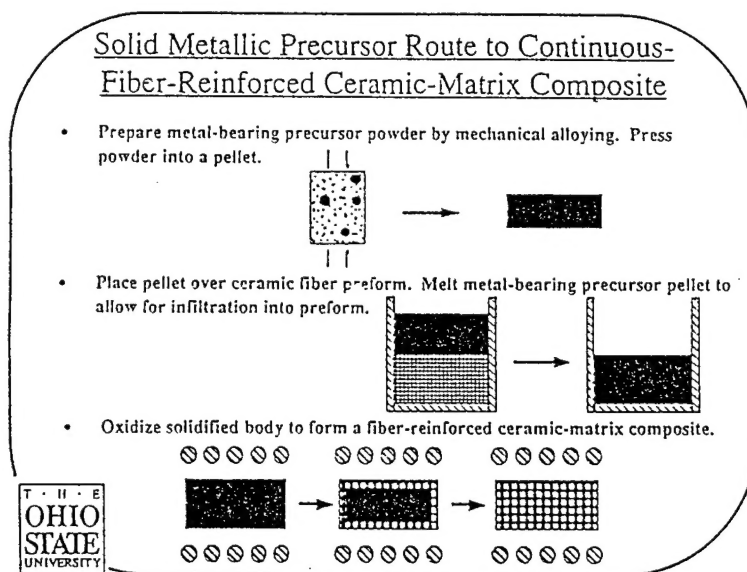 Solid Metallic Precursor Route to Continuous-
Fiber-Reinforced Ceramic-Matrix Composite
• Prepare metal-bearing precursor powder by mechanical alloying. Press
powder into a pellet.
• Place pellet over ceramic fiber preform. Melt metal-bearing precursor pellet to
allow for infiltration into preform.
• Oxidize solidified body to form a fiber-reinforced ceramic-matrix composite.
T · H · E
OHIO
STATE
UNIVERSITY